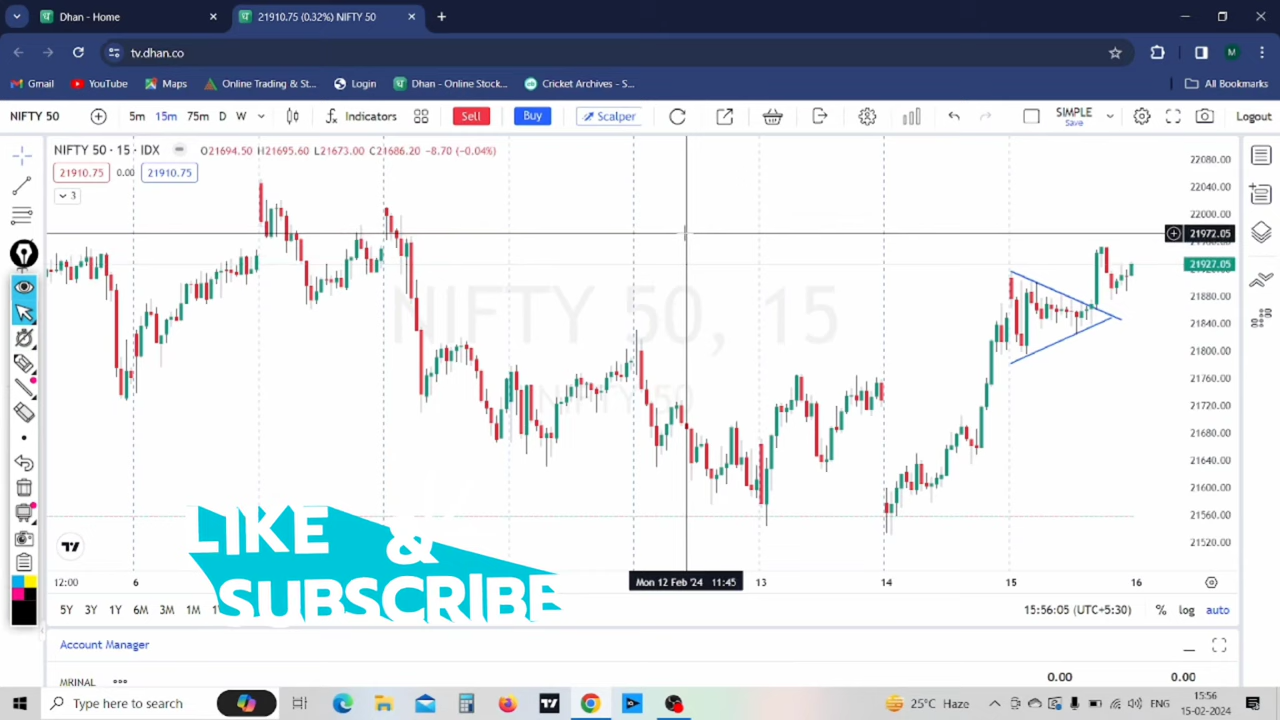 Dhan - Home
21910.75 (0.32%) NIFTY 50
tv.dhan.co
Gmail YouTube Maps Online Trading & St... Login Dhan - Online Stock... Cricket Archives - S... All Bookmarks
NIFTY 50 5m 15m 75m D W Indicators Sell Buy Scalper SIMPLE Save Logout
NIFTY 50 · 15 · IDX O21694.50 H21695.60 L21673.00 C21686.20 -8.70 (-0.04%)
21910.75 0.00 21910.75
3
NIFTY 50, 15
NIFTY 50
22080.00
22040.00
22000.00
21972.05
21927.05
21880.00
21840.00
21800.00
21760.00
21720.00
21680.00
21640.00
21600.00
21560.00
21520.00
LIKE &
SUBSCRIBE
12:00 6 Mon 12 Feb '24 11:45 13 14 15 16
5Y 3Y 1Y 6M 3M 1M 15:56:05 (UTC+5:30) % log auto
Account Manager
MRINAL 0.00 0.00
Type here to search 25°C Haze ENG 15:56
15-02-2024